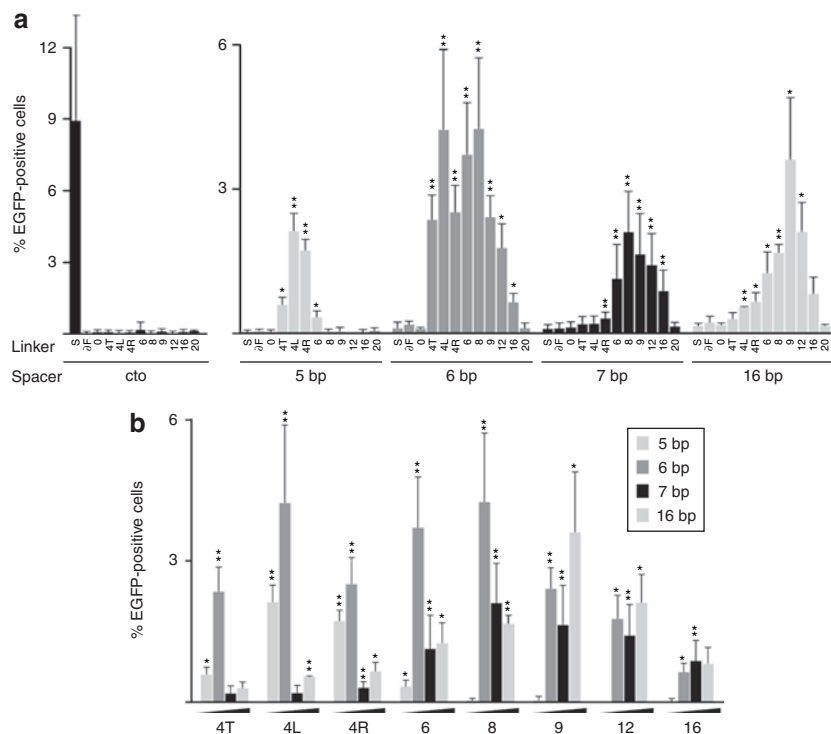 a
12
9
6
3
% EGFP-positive cells
6
3
* ** ** * ** ** ** ** ** ** ** * * ** ** ** ** ** ** * ** * * ** * *
Linker
S ∂F 0 4T 4L 4R 6 8 9 12 16 20
S ∂F 0 4T 4L 4R 6 8 9 12 16 20
S ∂F 0 4T 4L 4R 6 8 9 12 16 20
S ∂F 0 4T 4L 4R 6 8 9 12 16 20
S ∂F 0 4T 4L 4R 6 8 9 12 16 20
Spacer cto 5 bp 6 bp 7 bp 16 bp
b
6
3
% EGFP-positive cells
5 bp
6 bp
7 bp
16 bp
4T 4L 4R 6 8 9 12 16